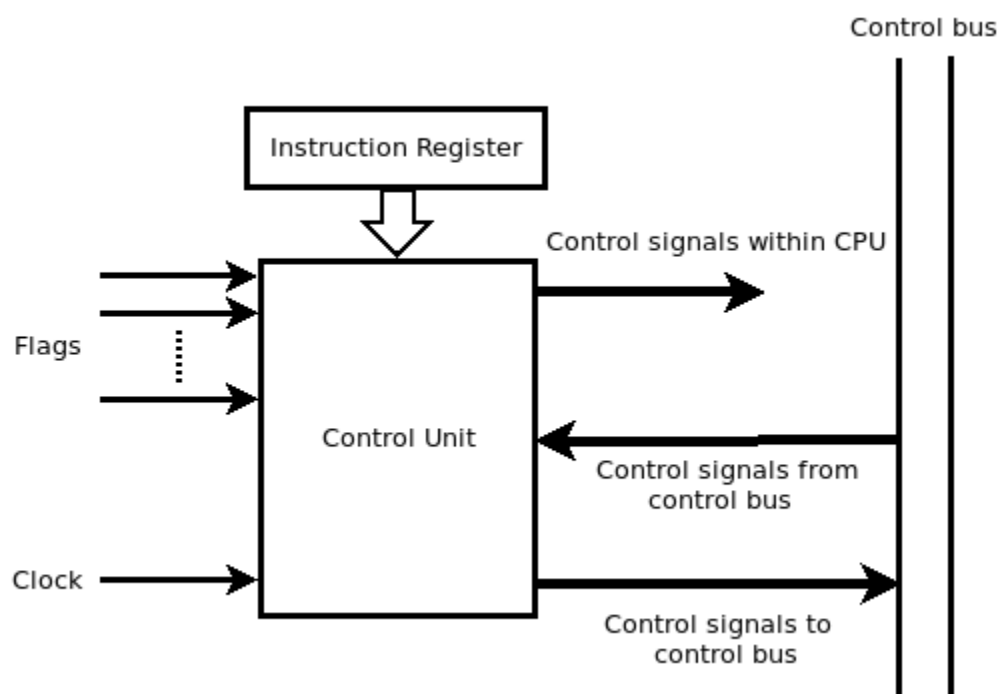 Control bus
Instruction Register
Control signals within CPU
Flags
Control Unit
Control signals from
control bus
Clock
Control signals to
control bus